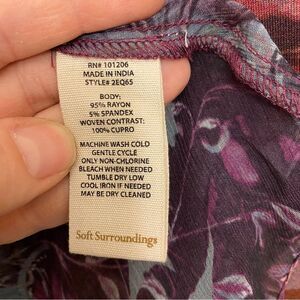 RN# 101206
MADE IN INDIA
STYLE# 2EQ65
BODY:
95% RAYON
5% SPANDEX
WOVEN CONTRAST:
100% CUPRO
MACHINE WASH COLD
GENTLE CYCLE
ONLY NON-CHLORINE
BLEACH WHEN NEEDED
TUMBLE DRY LOW
COOL IRON IF NEEDED
MAY BE DRY CLEANED
Soft Surroundings